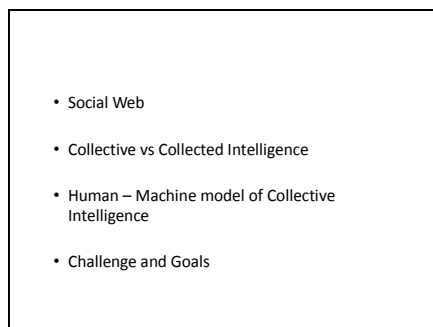 • Social Web
• Collective vs Collected Intelligence
• Human – Machine model of Collective
Intelligence
• Challenge and Goals